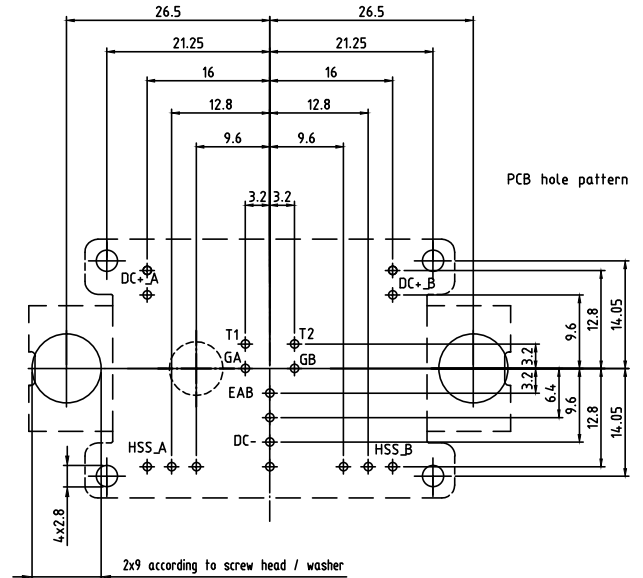 26.5 26.5
21.25 21.25
16 16
12.8 12.8
9.6 9.6
3.2 3.2
PCB hole pattern
DC+_A DC+_B
T1 T2
GA GB
EAB
DC-
HSS_A HSS_B
3.2 9.6 12.8 14.05
3.2 6.4 9.6 12.8 14.05
4x2.8
2x9 according to screw head / washer